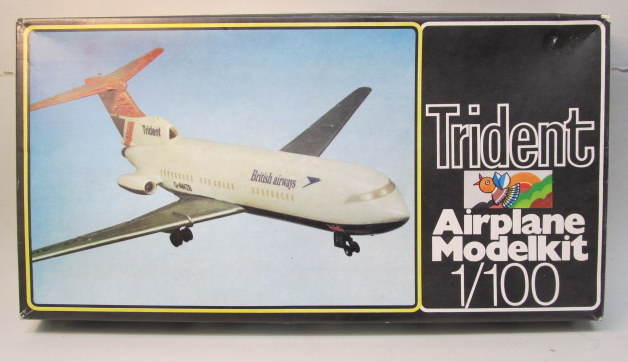 Trident
British airways
Trident
Airplane
Modelkit
1/100